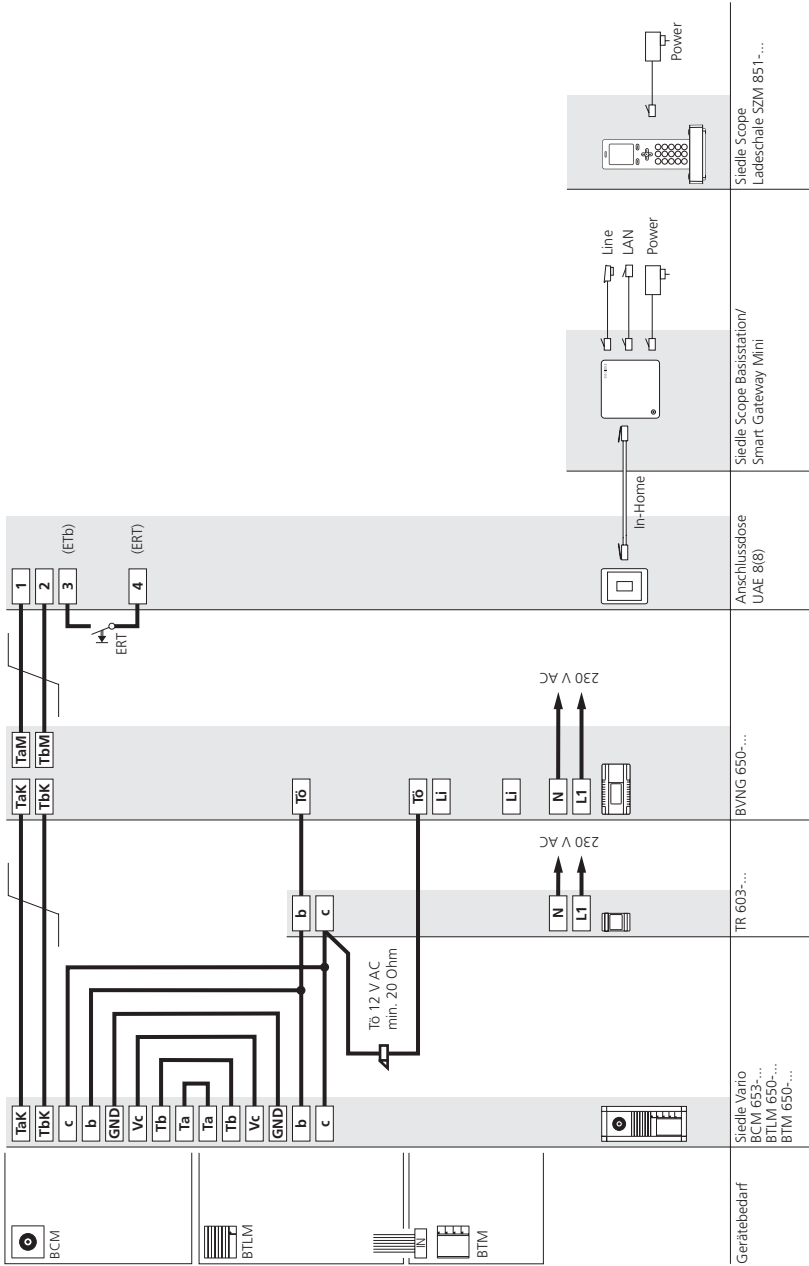 BCM
BTLM
IN
BTM
Gerätebedarf
TaK
TbK
c
b
GND
Vc
Tb
Ta
Ta
Tb
Vc
GND
b
c
Siedle Vario
BCM 653-...
BTLM 650-...
BTM 650-...
Tö 12 V AC
min. 20 Ohm
b
c
N
L1
230 V AC
TR 603-...
TaK
TbK
TaM
TbM
Tö
Tö
Li
Li
N
L1
230 V AC
BVNG 650-...
ERT
1
2
3
4
(ETb)
(ERT)
Anschlussdose
UAE 8(8)
In-Home
Line
LAN
Power
Siedle Scope Basisstation/
Smart Gateway Mini
Power
Siedle Scope
Ladeschale SZM 851-...